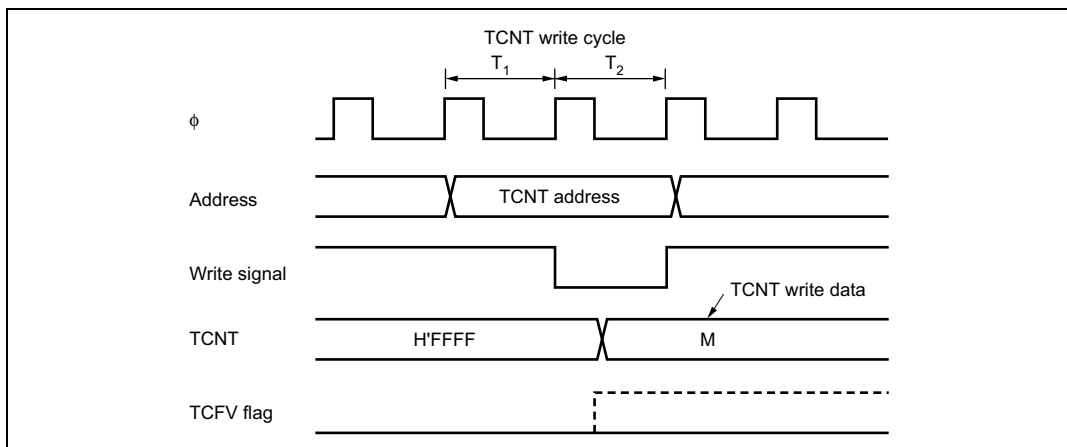 TCNT write cycle
T1 T2
ϕ
Address TCNT address
Write signal
TCNT write data
TCNT H'FFFF M
TCFV flag